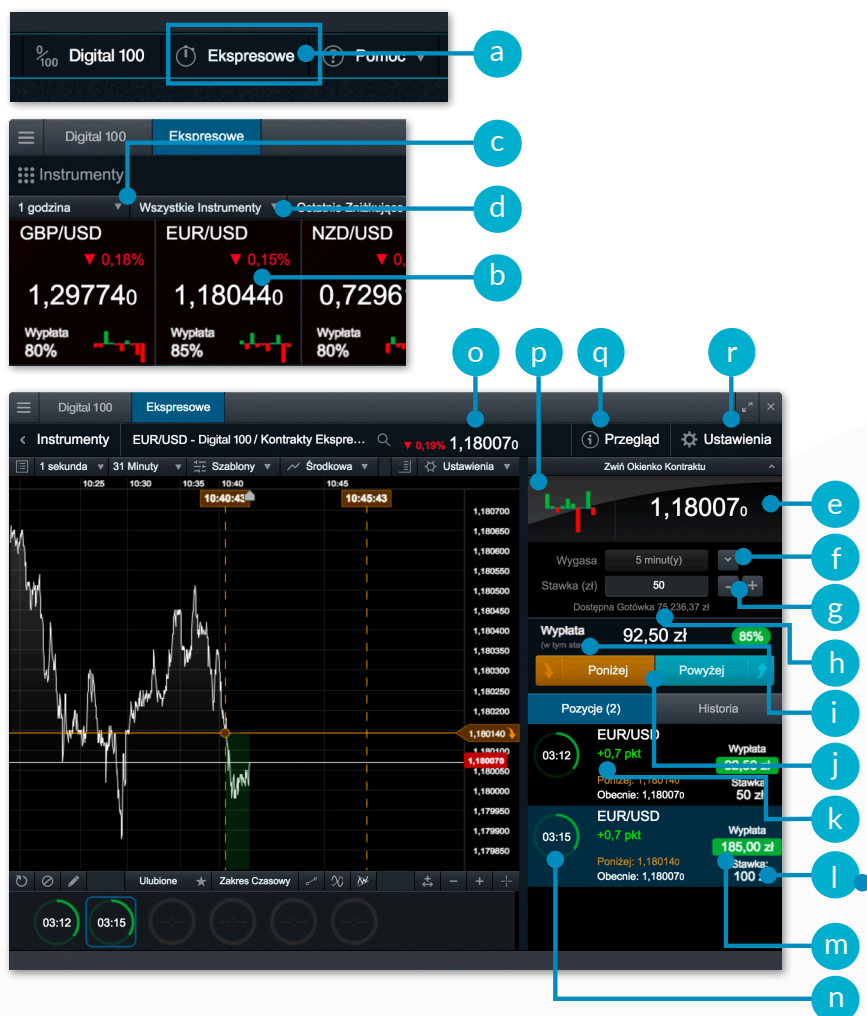 Digital 100
Ekspresowe
Pomoc
a
Digital 100
Ekspresowe
Instrumenty
c
1 godzina
Wszystkie Instrumenty
d
GBP/USD
EUR/USD
NZD/USD
▼ 0,18%
▼ 0,15%
b
1,297740
1,180440
0,7296
Wypłata
80%
Wypłata
85%
Wypłata
80%
o
p
q
r
Digital 100
Ekspresowe
‹ Instrumenty
EUR/USD - Digital 100 / Kontrakty Ekspre...
▼ 0,19% 1,180070
Przegląd
Ustawienia
1 sekunda
31 Minuty
Szablony
Środkowa
Ustawienia
Zwiń Okienko Kontraktu
10:25
10:30
10:35
10:40
10:45
10:40:43
10:45:43
1,180700
1,180650
1,180600
1,180550
1,180500
1,180450
1,180400
1,180350
1,180300
1,180250
1,180200
1,180140
1,180100
1,180070
1,180050
1,180000
1,179950
1,179900
1,179850
1,180070
e
Wygasa
5 minut(y)
f
Stawka (zł)
50
- +
g
Dostępna Gotówka 75 236,37 zł
h
Wypłata
92,50 zł
85%
i
Poniżej
Powyżej
j
Pozycje (2)
Historia
03:12
EUR/USD
+0,7 pkt
Poniżej: 1,180140
Obecnie: 1,180070
Wypłata
92,50 zł
Stawka:
50 zł
k
03:15
EUR/USD
+0,7 pkt
Poniżej: 1,180140
Obecnie: 1,180070
Wypłata
185,00 zł
Stawka:
100
l
Ulubione
Zakres Czasowy
03:12
03:15
--:--
--:--
--:--
m
n